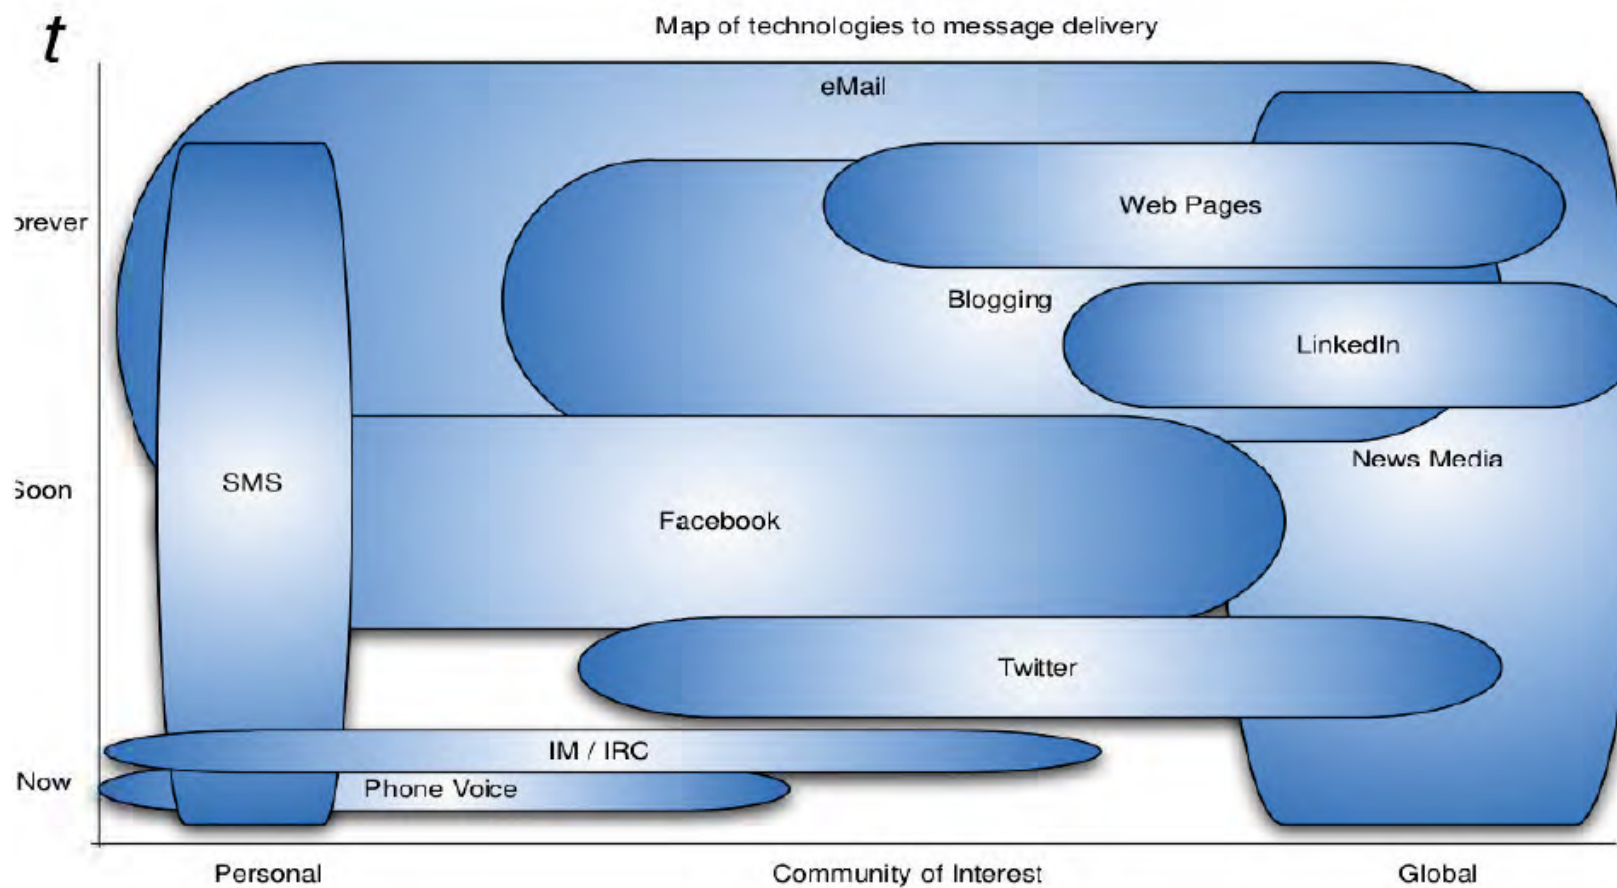 t
Map of technologies to message delivery
eMail
Web Pages
orever
Blogging
LinkedIn
News Media
SMS
Soon
Facebook
Twitter
IM / IRC
Now
Phone Voice
Personal
Community of Interest
Global